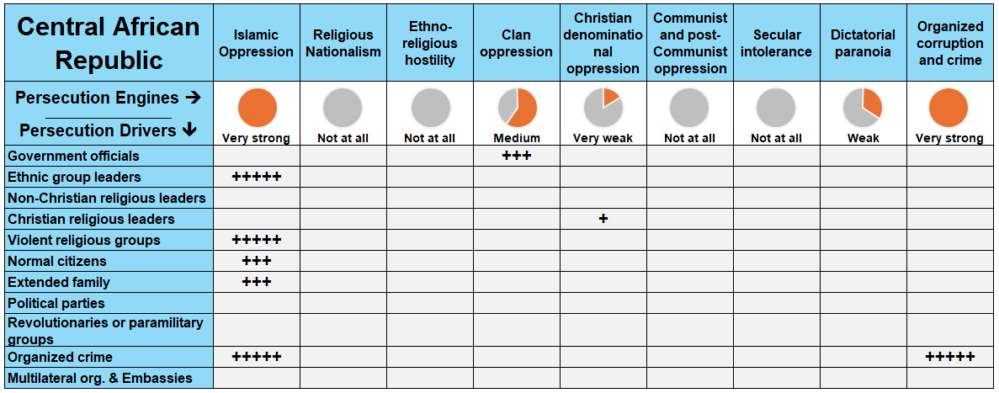 Central African
Republic
Islamic
Oppression
Religious
Nationalism
Ethno-
religious
hostility
Clan
oppression
Christian
denominatio
nal
oppression
Communist
and post-
Communist
oppression
Secular
intolerance
Dictatorial
paranoia
Organized
corruption
and crime
Persecution Engines →
Persecution Drivers ↓
Very strong
Not at all
Not at all
Medium
Very weak
Not at all
Not at all
Weak
Very strong
Government officials +++
Ethnic group leaders +++++
Non-Christian religious leaders
Christian religious leaders +
Violent religious groups +++++
Normal citizens +++
Extended family +++
Political parties
Revolutionaries or paramilitary
groups
Organized crime +++++ +++++
Multilateral org. & Embassies